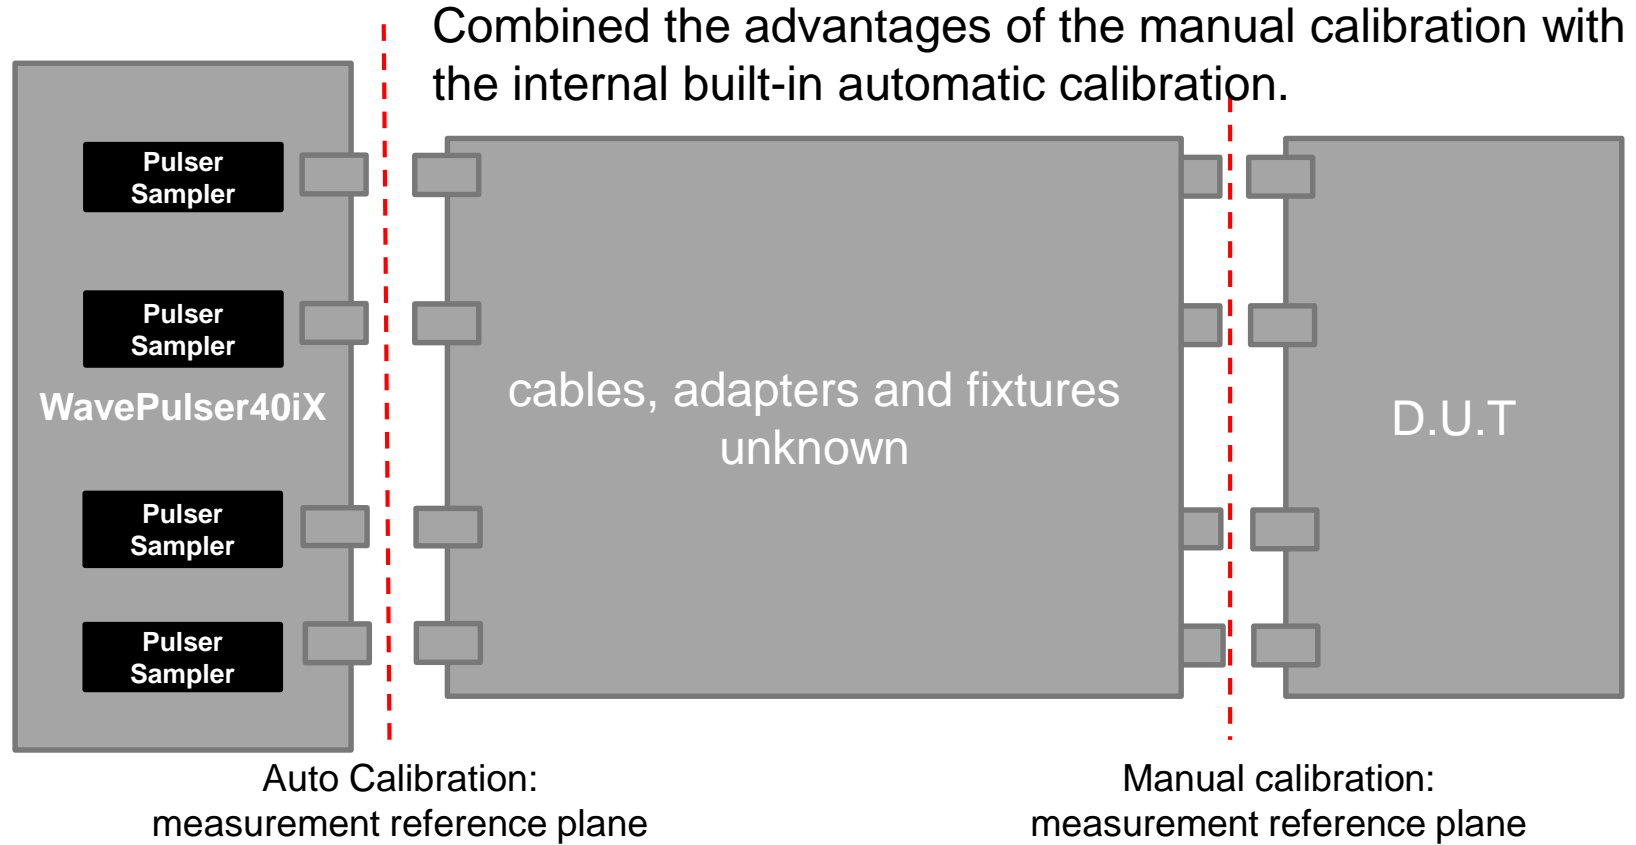 Combined the advantages of the manual calibration with
the internal built-in automatic calibration.
Pulser
Sampler
Pulser
Sampler
WavePulser40iX
Pulser
Sampler
Pulser
Sampler
cables, adapters and fixtures
unknown
D.U.T
Auto Calibration:
measurement reference plane
Manual calibration:
measurement reference plane